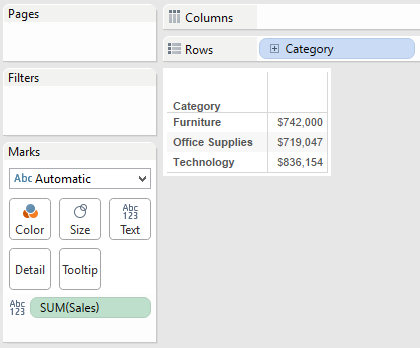 Pages
Columns
Rows
Category
Filters
Category
Furniture $742,000
Office Supplies $719,047
Technology $836,154
Marks
Abc Automatic
Color
Size
Abc
123
Text
Detail
Tooltip
Abc
123
SUM(Sales)